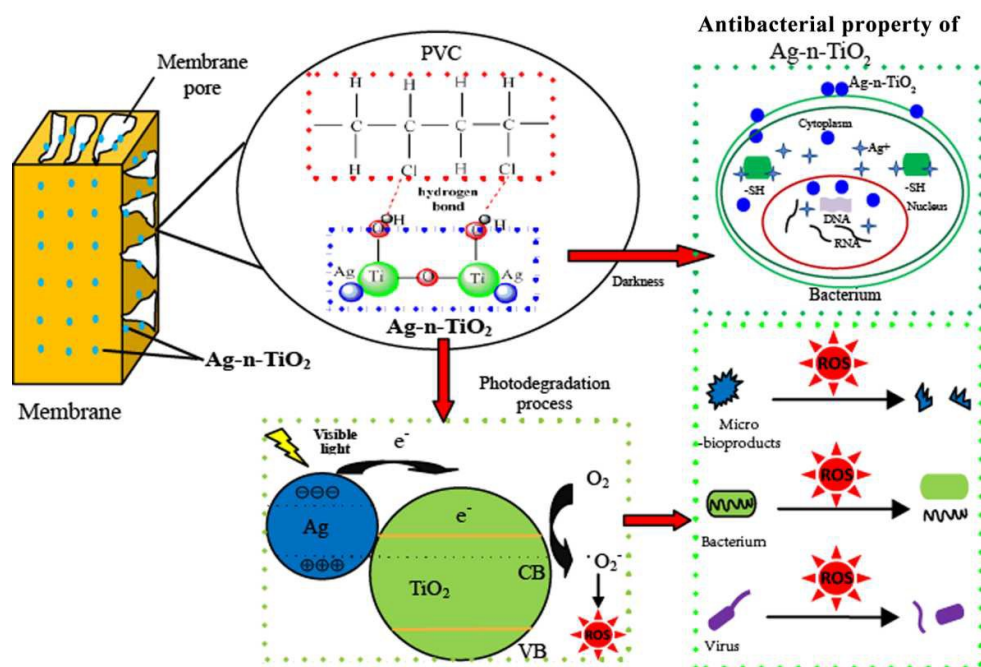 Antibacterial property of
Ag-n-TiO₂
Membrane
pore
Ag-n-TiO₂
Membrane
PVC
H H H H
C C C C
H Cl H Cl
hydrogen
bond
OH H
O O
Ag Ti O Ti Ag
Ag-n-TiO₂
Darkness
Ag-n-TiO₂
Cytoplasm
Ag+
-SH
-SH
Nucleus
DNA
RNA
Bacterium
Photodegradation
process
Visible
light
e⁻
⊖⊖⊖
Ag
⊕⊕⊕
e⁻
CB
TiO₂
VB
O₂
·O₂⁻
ROS
ROS
Micro
-bioproducts
ROS
Bacterium
ROS
Virus